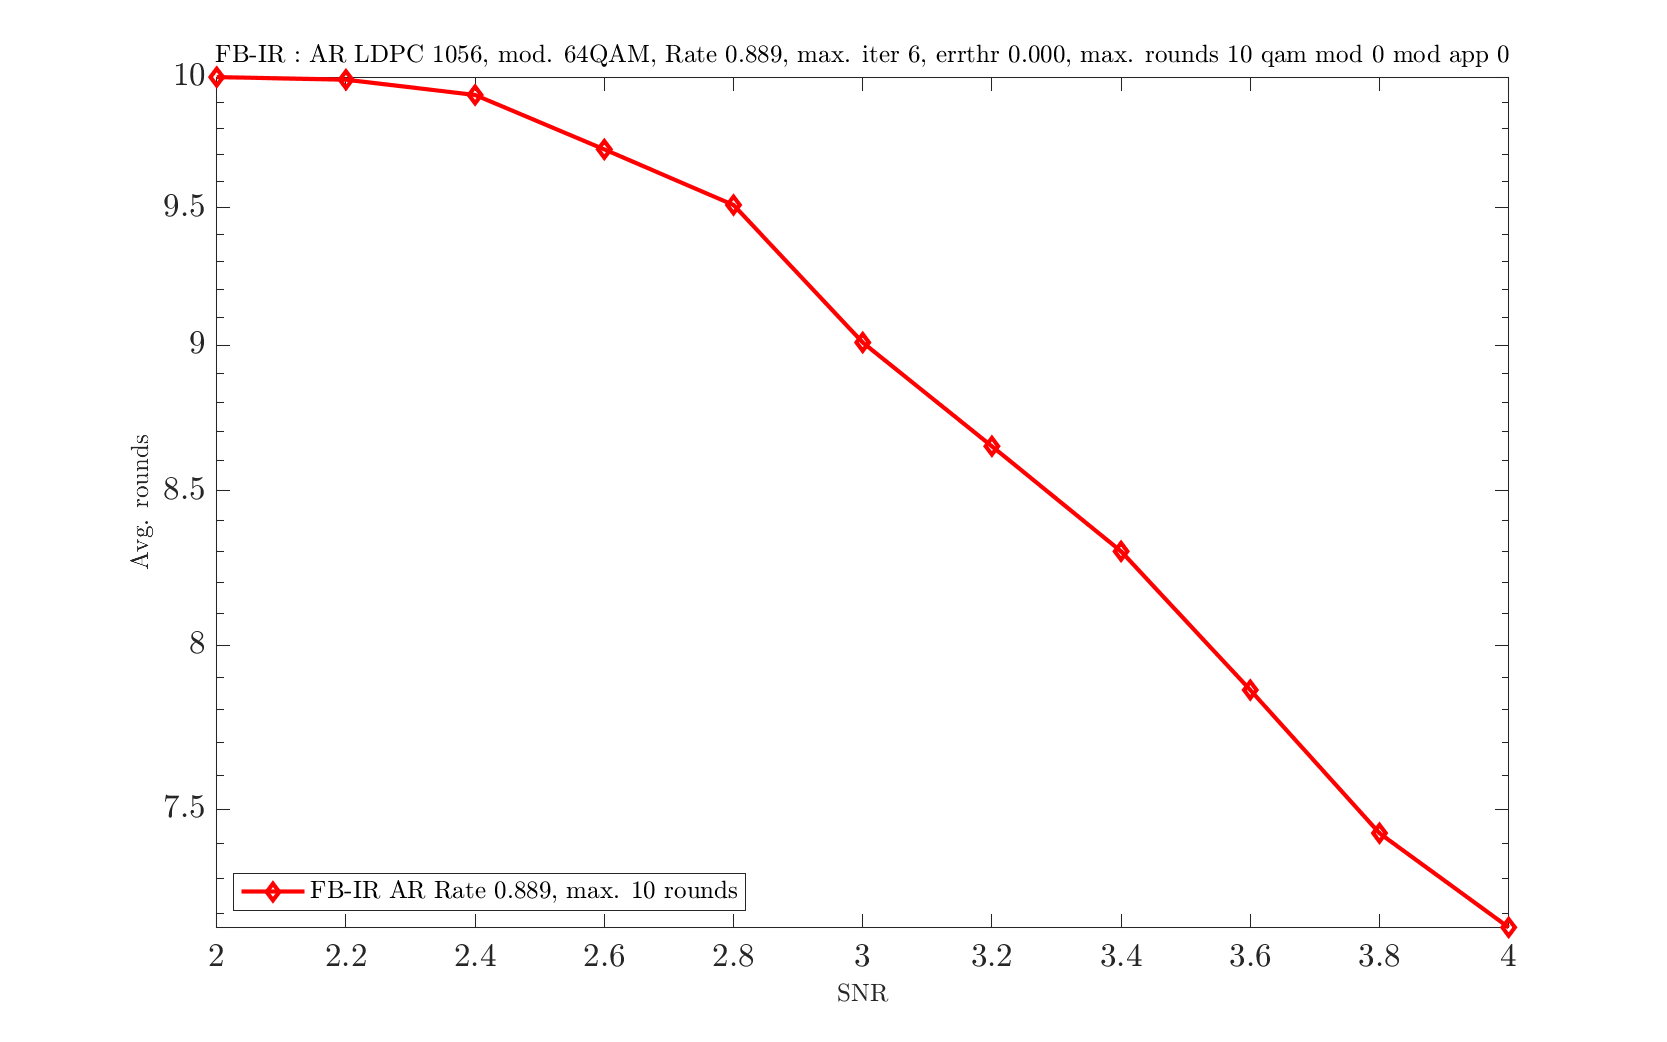 FB-IR : AR LDPC 1056, mod. 64QAM, Rate 0.889, max. iter 6, errthr 0.000, max. rounds 10 qam mod 0 mod app 0
10
9.5
9
8.5
8
7.5
Avg. rounds
FB-IR AR Rate 0.889, max. 10 rounds
2 2.2 2.4 2.6 2.8 3 3.2 3.4 3.6 3.8 4
SNR